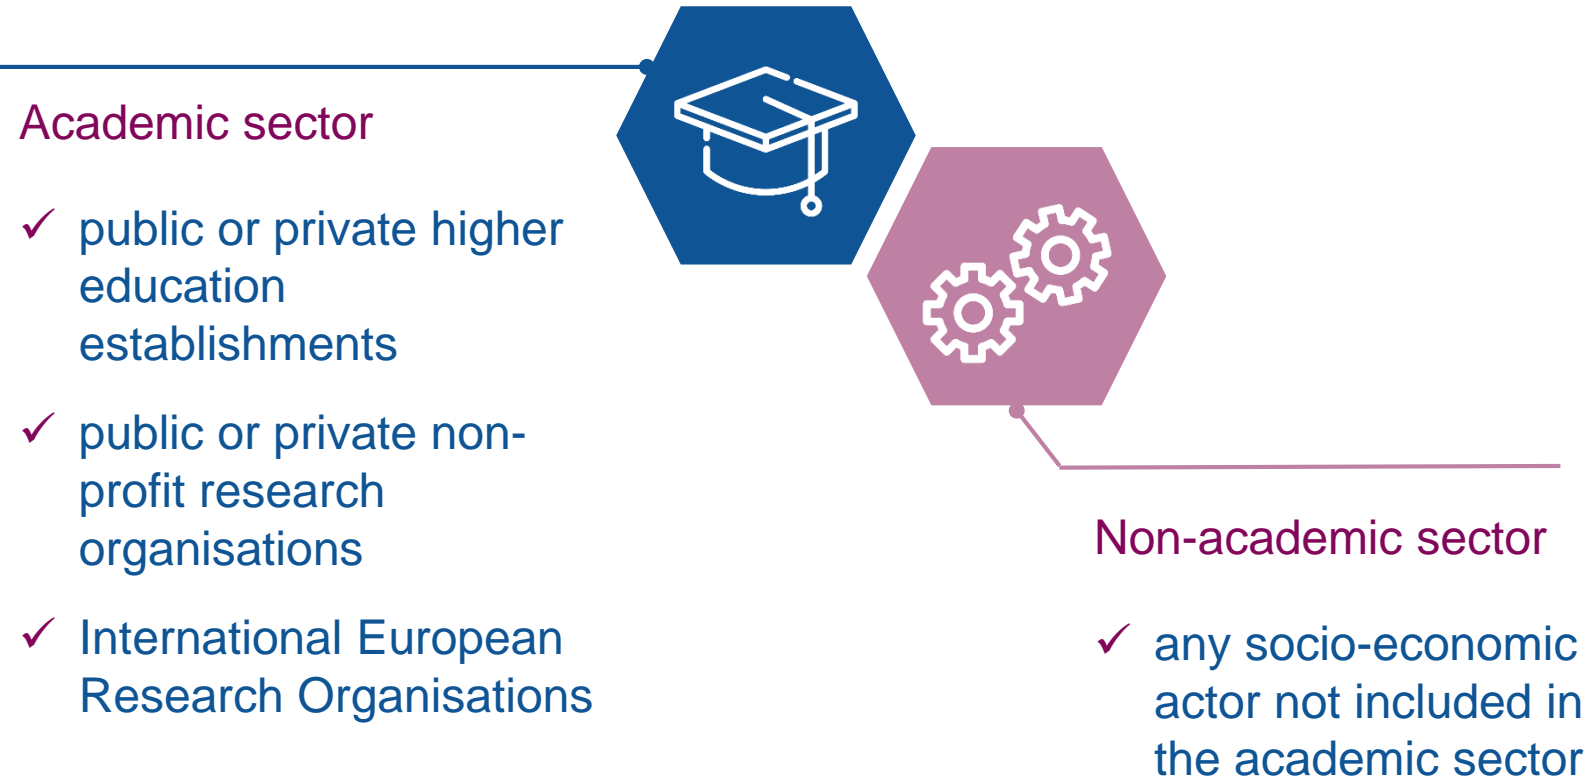 Academic sector
✓ public or private higher
education
establishments
✓ public or private non-
profit research
organisations
✓ International European
Research Organisations
Non-academic sector
✓ any socio-economic
actor not included in
the academic sector